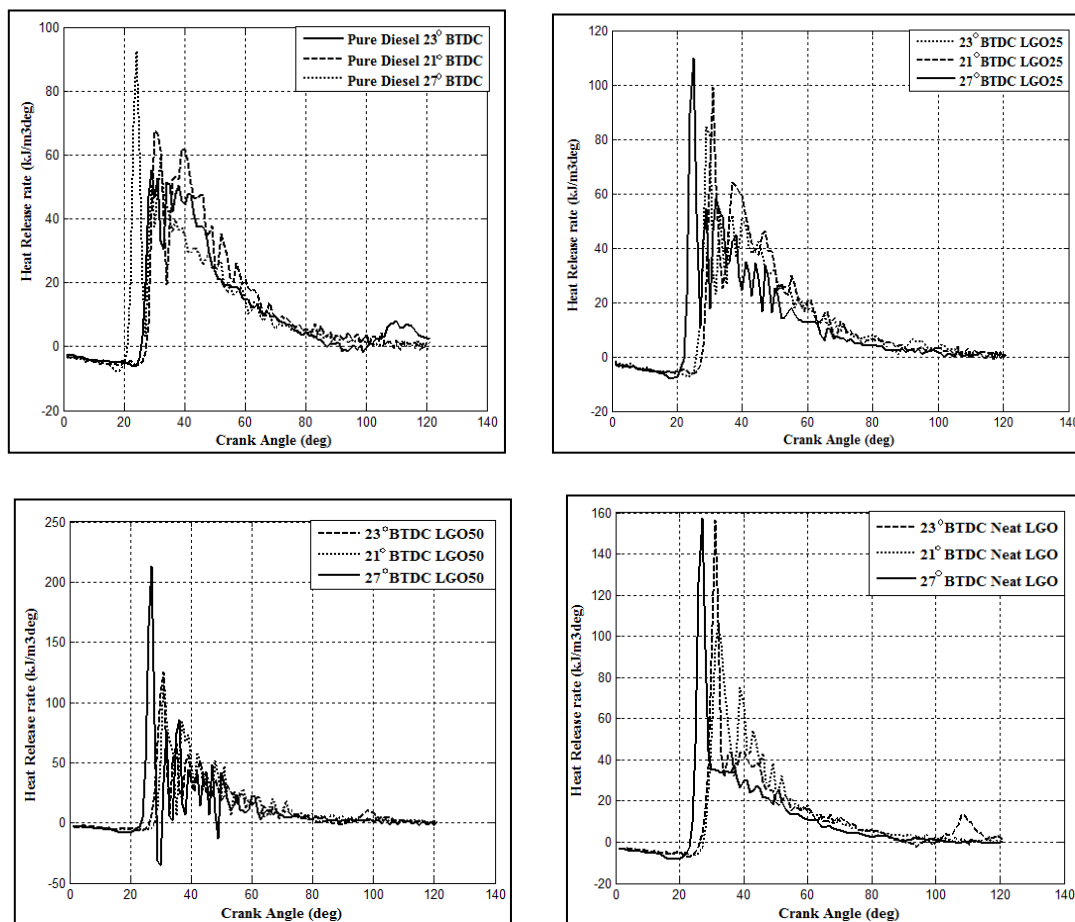 Pure Diesel 23° BTDC
Pure Diesel 21° BTDC
Pure Diesel 27° BTDC
Heat Release rate (kJ/m3deg)
100
80
60
40
20
0
-20
0 20 40 60 80 100 120 140
Crank Angle (deg)
23° BTDC LGO25
21° BTDC LGO25
27° BTDC LGO25
Heat Release rate (kJ/m3deg)
120
100
80
60
40
20
0
-20
0 20 40 60 80 100 120 140
Crank Angle (deg)
23° BTDC LGO50
21° BTDC LGO50
27° BTDC LGO50
Heat Release rate (kJ/m3deg)
250
200
150
100
50
0
-50
0 20 40 60 80 100 120 140
Crank Angle (deg)
23° BTDC Neat LGO
21° BTDC Neat LGO
27° BTDC Neat LGO
Heat Release rate (kJ/m3deg)
160
140
120
100
80
60
40
20
0
-20
0 20 40 60 80 100 120 140
Crank Angle (deg)